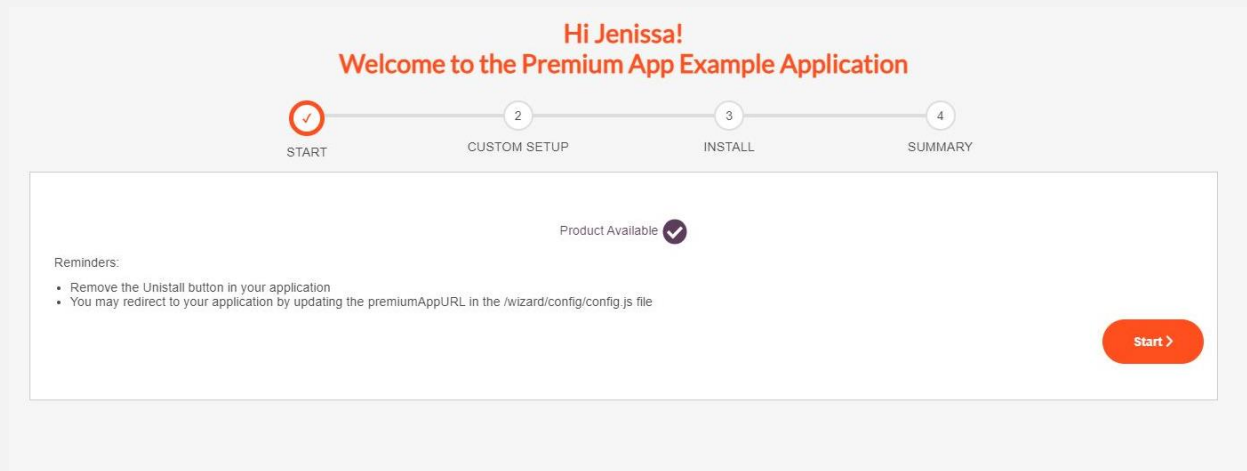 Hi Jenissa!
Welcome to the Premium App Example Application
2
3
4
START
CUSTOM SETUP
INSTALL
SUMMARY
Product Available
Reminders:
• Remove the Unistall button in your application
• You may redirect to your application by updating the premiumAppURL in the /wizard/config/config.js file
Start >